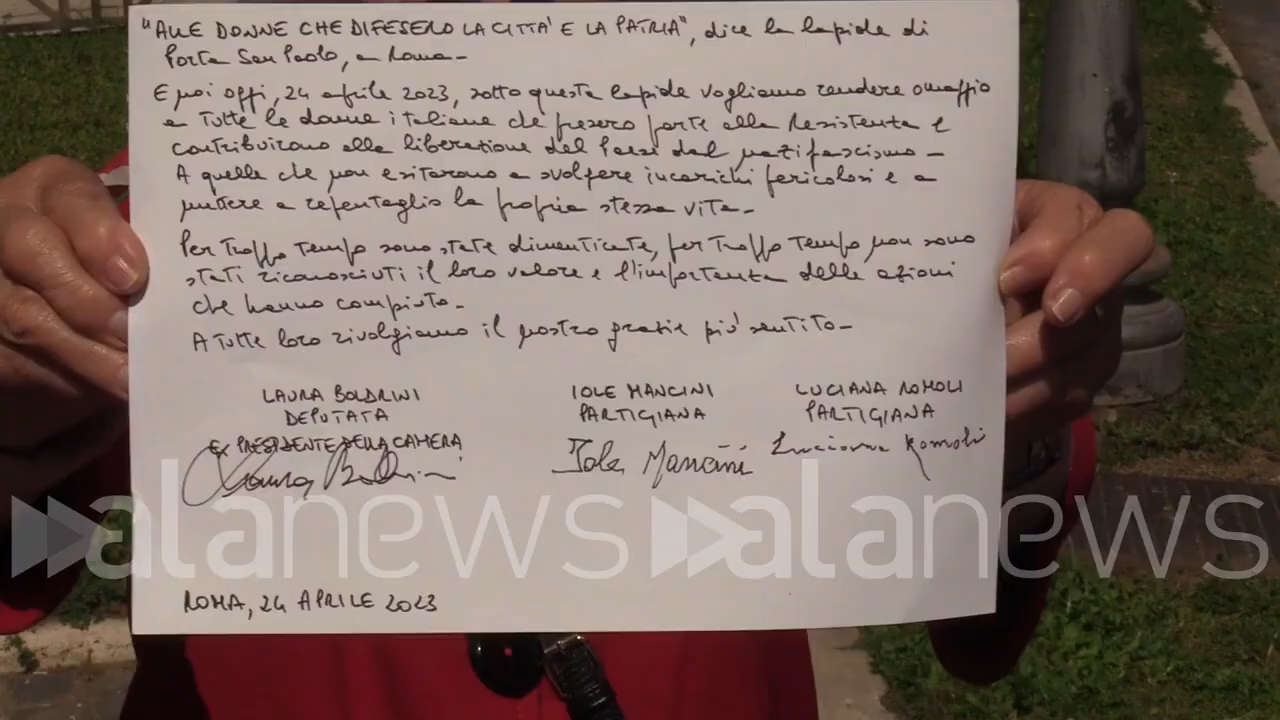 "ALLE DONNE CHE DIFESERO LA CITTA' E LA PATRIA", dice la lapide di
Porta San Paolo, a Roma-
E noi oggi, 24 aprile 2023, sotto questa lapide vogliamo rendere omaggio
a tutte le donne italiane che presero parte alla Resistenza e
contribuirono alla liberazione del Paese dal nazifascismo-
A quelle che non esitarono a svolgere incarichi pericolosi e a
mettere a repentaglio la propria stessa vita-
Per troppo tempo sono state dimenticate, per troppo tempo non sono
stati riconosciuti il loro valore e l'importanza delle azioni
che hanno compiuto-
A tutte loro rivolgiamo il nostro grazie più sentito-
LAURA BOLDRINI IOLE MANCINI LUCIANA ROMOLI
DEPUTATA PARTIGIANA PARTIGIANA
EX PRESIDENTE DELLA CAMERA
Laura Boldrini Iole Mancini Luciana Romoli
alanews alanews
ROMA, 24 APRILE 2023